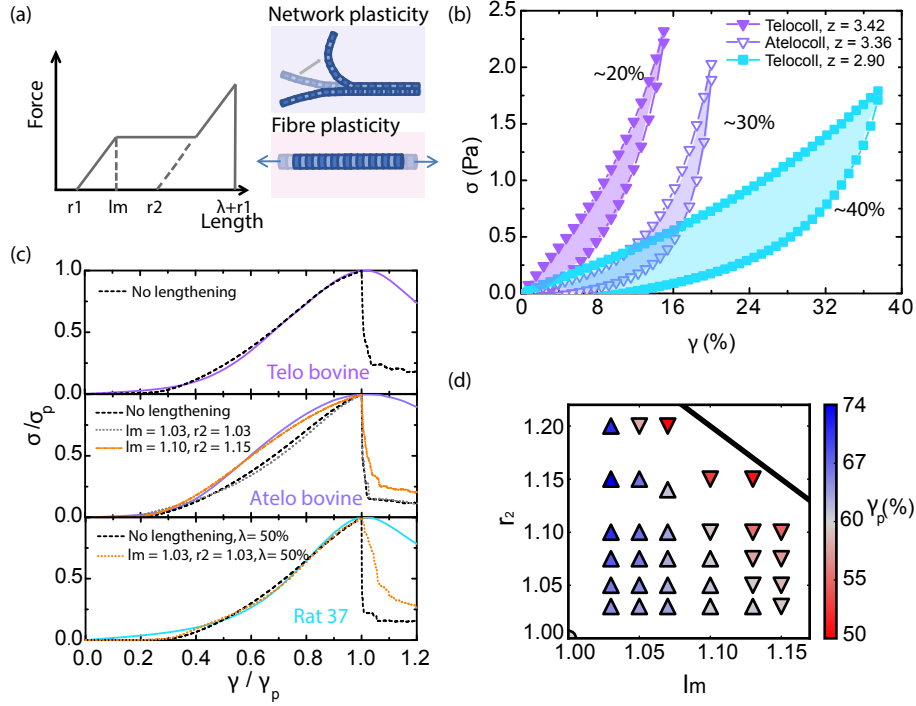 (a)
Force
r1
lm
r2
λ+r1
Length
Network plasticity
Fibre plasticity
(b)
σ (Pa)
2.5
2.0
1.5
1.0
0.5
0.0
0
8
16
24
32
40
γ (%)
Telocoll, z = 3.42
Atelocoll, z = 3.36
Telocoll, z = 2.90
~20%
~30%
~40%
(c)
σ/σp
1.0
0.5
0.0
No lengthening
Telo bovine
0.5
0.0
No lengthening
lm = 1.03, r2 = 1.03
lm = 1.10, r2 = 1.15
Atelo bovine
0.5
0.0
No lengthening, λ= 50%
lm = 1.03, r2 = 1.03, λ= 50%
Rat 37
0.0 0.2 0.4 0.6 0.8 1.0 1.2
γ / γp
(d)
r2
1.20
1.15
1.10
1.05
1.00
1.00
1.05
1.10
1.15
lm
74
67
60
55
50
γp(%)